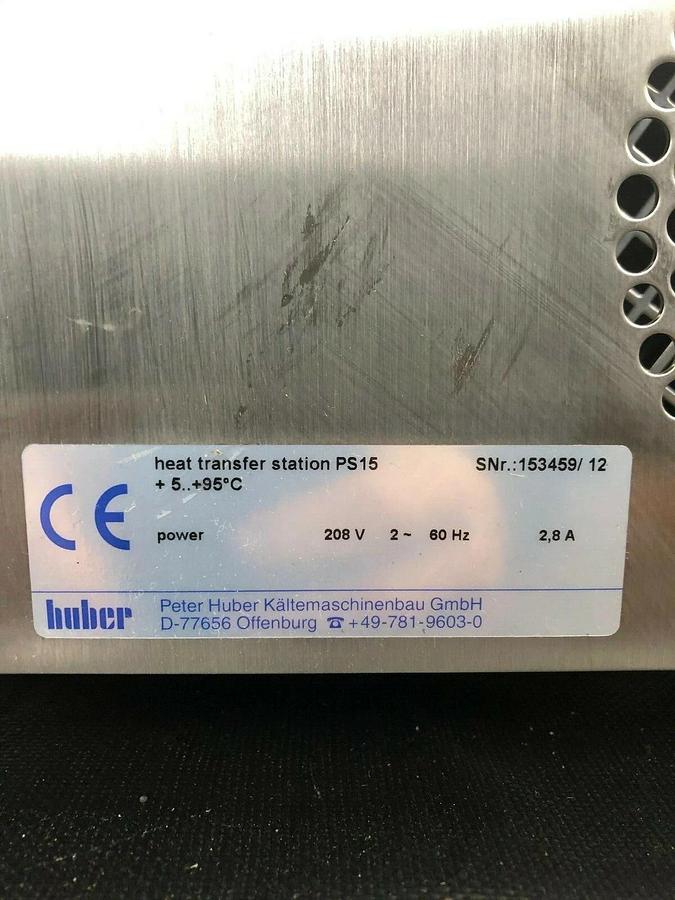 heat transfer station PS15 SNr.:153459/ 12
+ 5..+95°C
CE
power 208 V 2~ 60 Hz 2,8 A
huber
Peter Huber Kältemaschinenbau GmbH
D-77656 Offenburg ☎ +49-781-9603-0